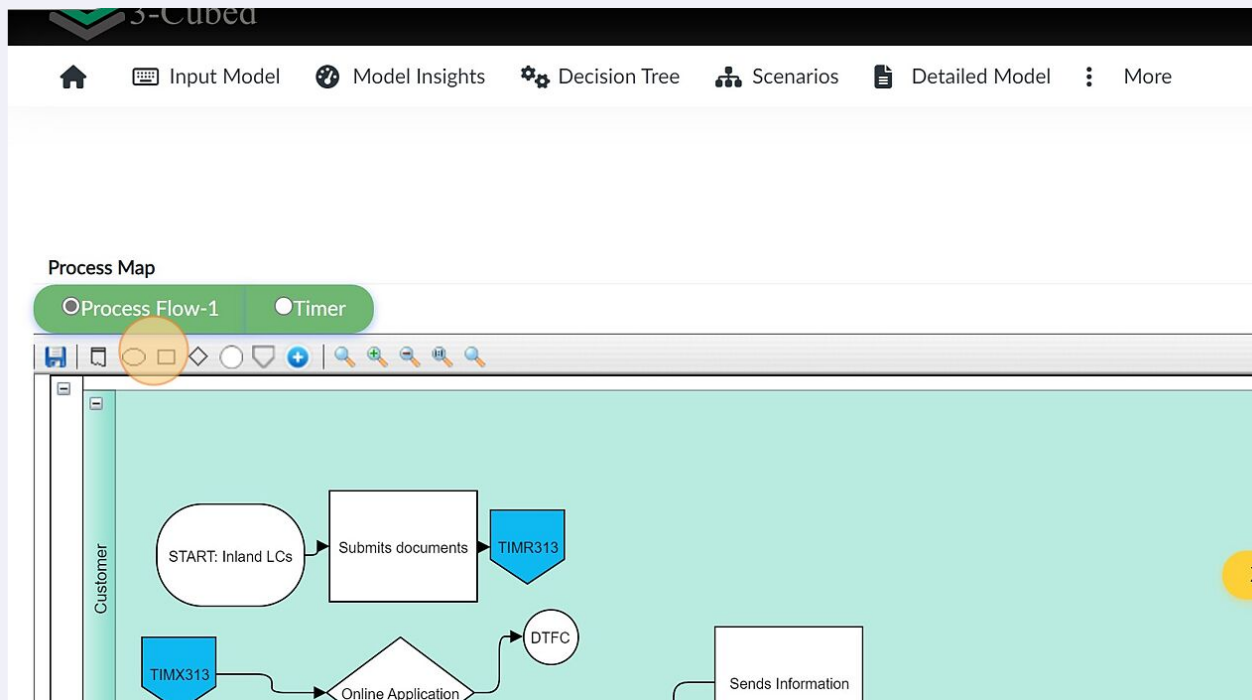 3-Cubed
Input Model
Model Insights
Decision Tree
Scenarios
Detailed Model
More
Process Map
Process Flow-1
Timer
Customer
START: Inland LCs
Submits documents
TIMR313
DTFC
TIMX313
Online Application
Sends Information